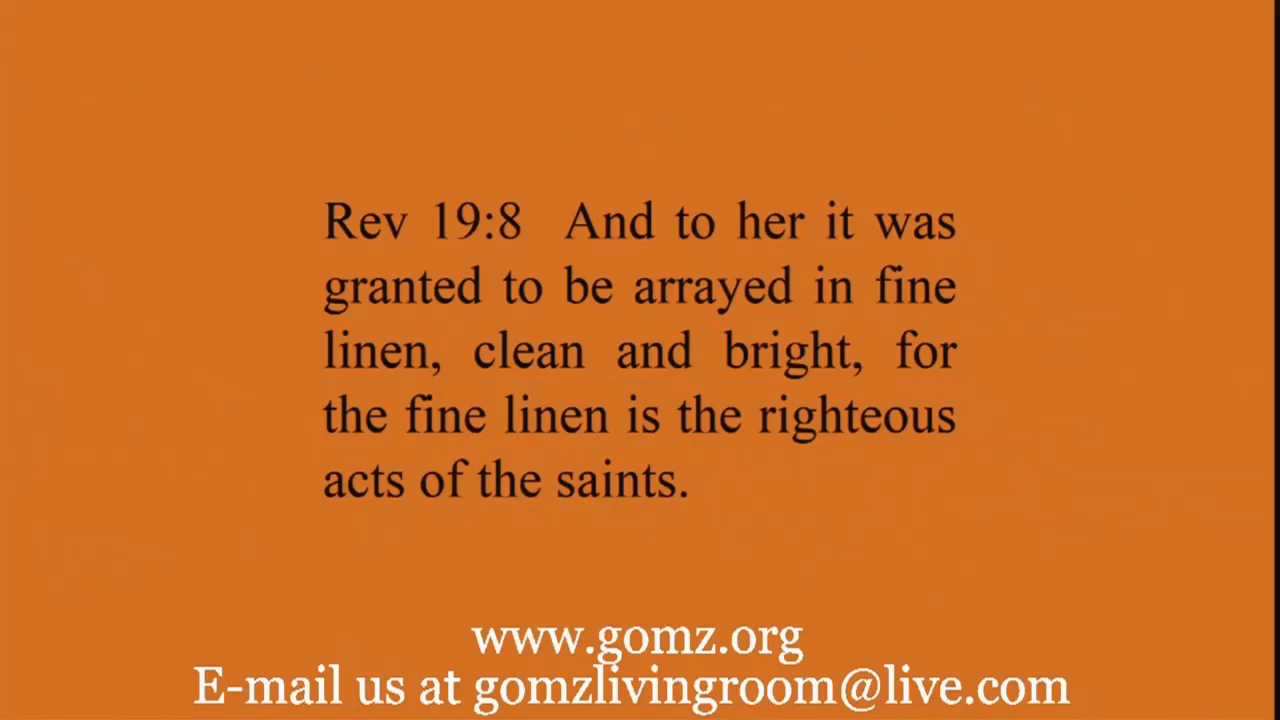 Rev 19:8  And to her it was
granted to be arrayed in fine
linen, clean and bright, for
the fine linen is the righteous
acts of the saints.
www.gomz.org
E-mail us at gomzlivingroom@live.com